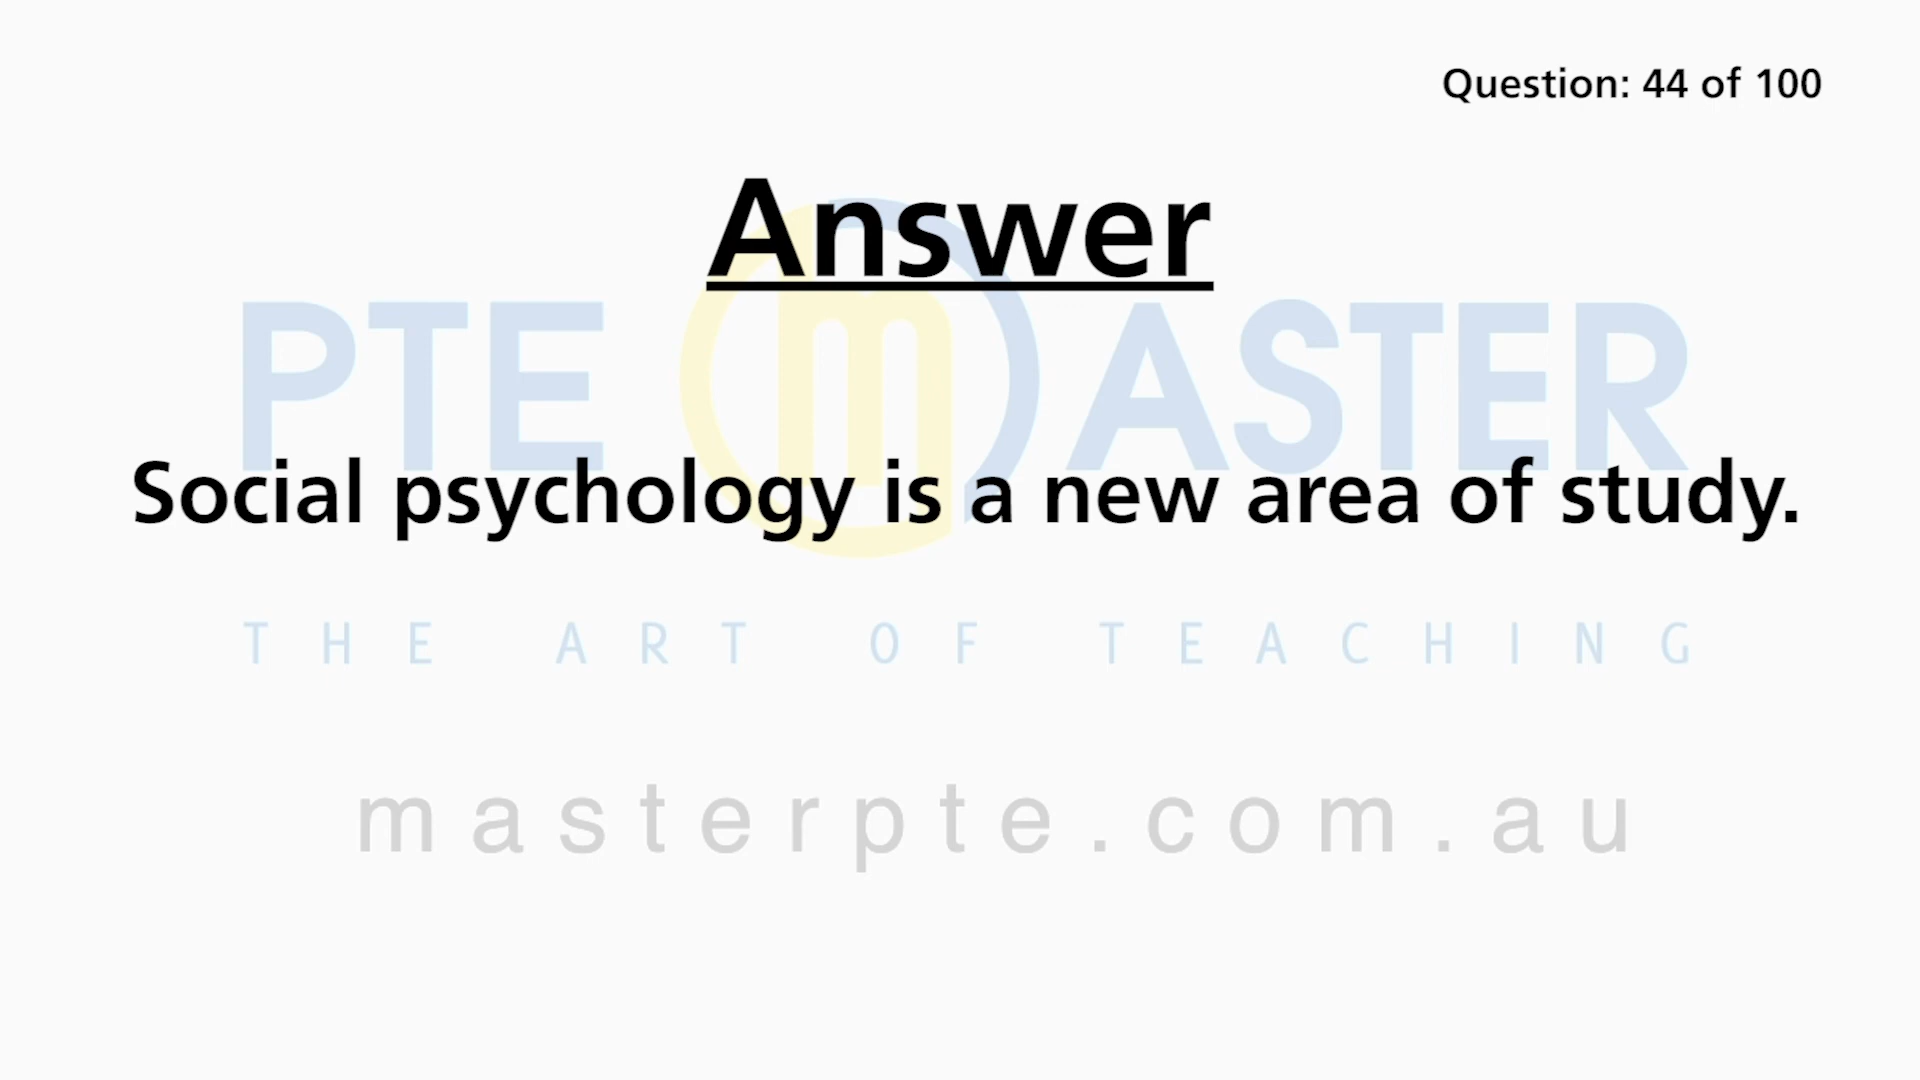 Question: 44 of 100
Answer
PTE mASTER
Social psychology is a new area of study.
THE ART OF TEACHING
masterpte.com.au